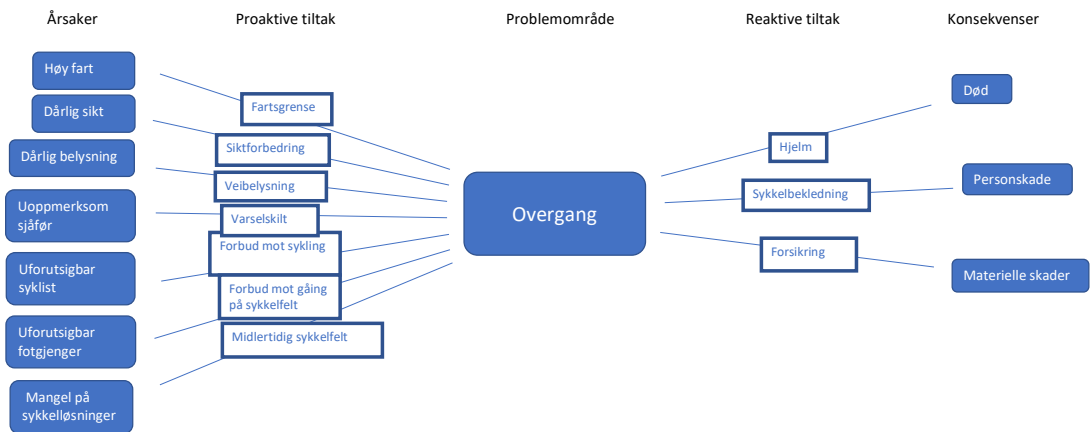 Årsaker
Proaktive tiltak
Problemområde
Reaktive tiltak
Konsekvenser
Høy fart
Dårlig sikt
Dårlig belysning
Uoppmerksom
sjåfør
Uforutsigbar
syklist
Uforutsigbar
fotgjenger
Mangel på
sykkelløsninger
Fartsgrense
Siktforbedring
Veibelysning
Varselskilt
Forbud mot sykling
Forbud mot gåing
på sykkelfelt
Midlertidig sykkelfelt
Overgang
Hjelm
Sykkelbekledning
Forsikring
Død
Personskade
Materielle skader